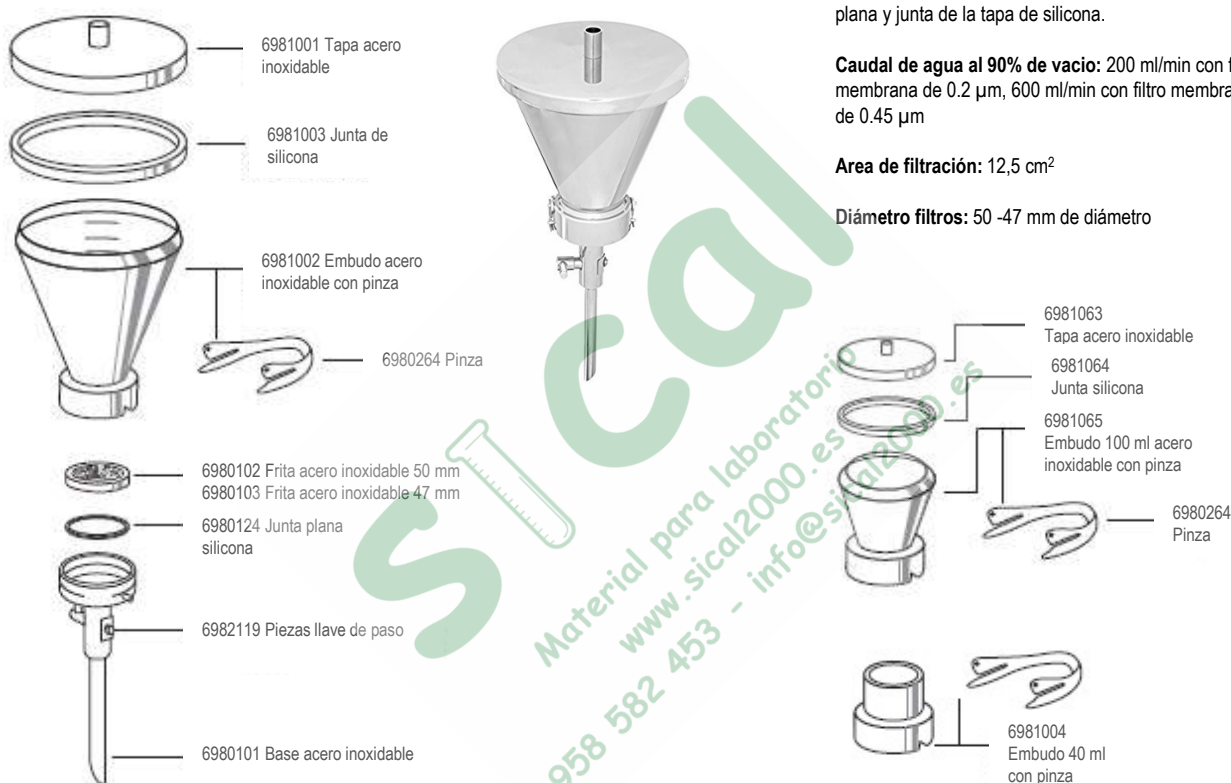 6981001 Tapa acero
inoxidable
6981003 Junta de
silicona
6981002 Embudo acero
inoxidable con pinza
6980264 Pinza
6980102 Frita acero inoxidable 50 mm
6980103 Frita acero inoxidable 47 mm
6980124 Junta plana
silicona
6982119 Piezas llave de paso
6980101 Base acero inoxidable
plana y junta de la tapa de silicona.
Caudal de agua al 90% de vacio: 200 ml/min con
membrana de 0.2 µm, 600 ml/min con filtro
de 0.45 µm
Area de filtración: 12,5 cm²
Diámetro filtros: 50 -47 mm de diámetro
6981063
Tapa acero inoxidable
6981064
Junta silicona
6981065
Embudo 100 ml acero
inoxidable con pinza
6980264
Pinza
6981004
Embudo 40 ml
con pinza
sical
Material para laboratorio
www.sical2000.es
958 582 453 - info@sical2000.es